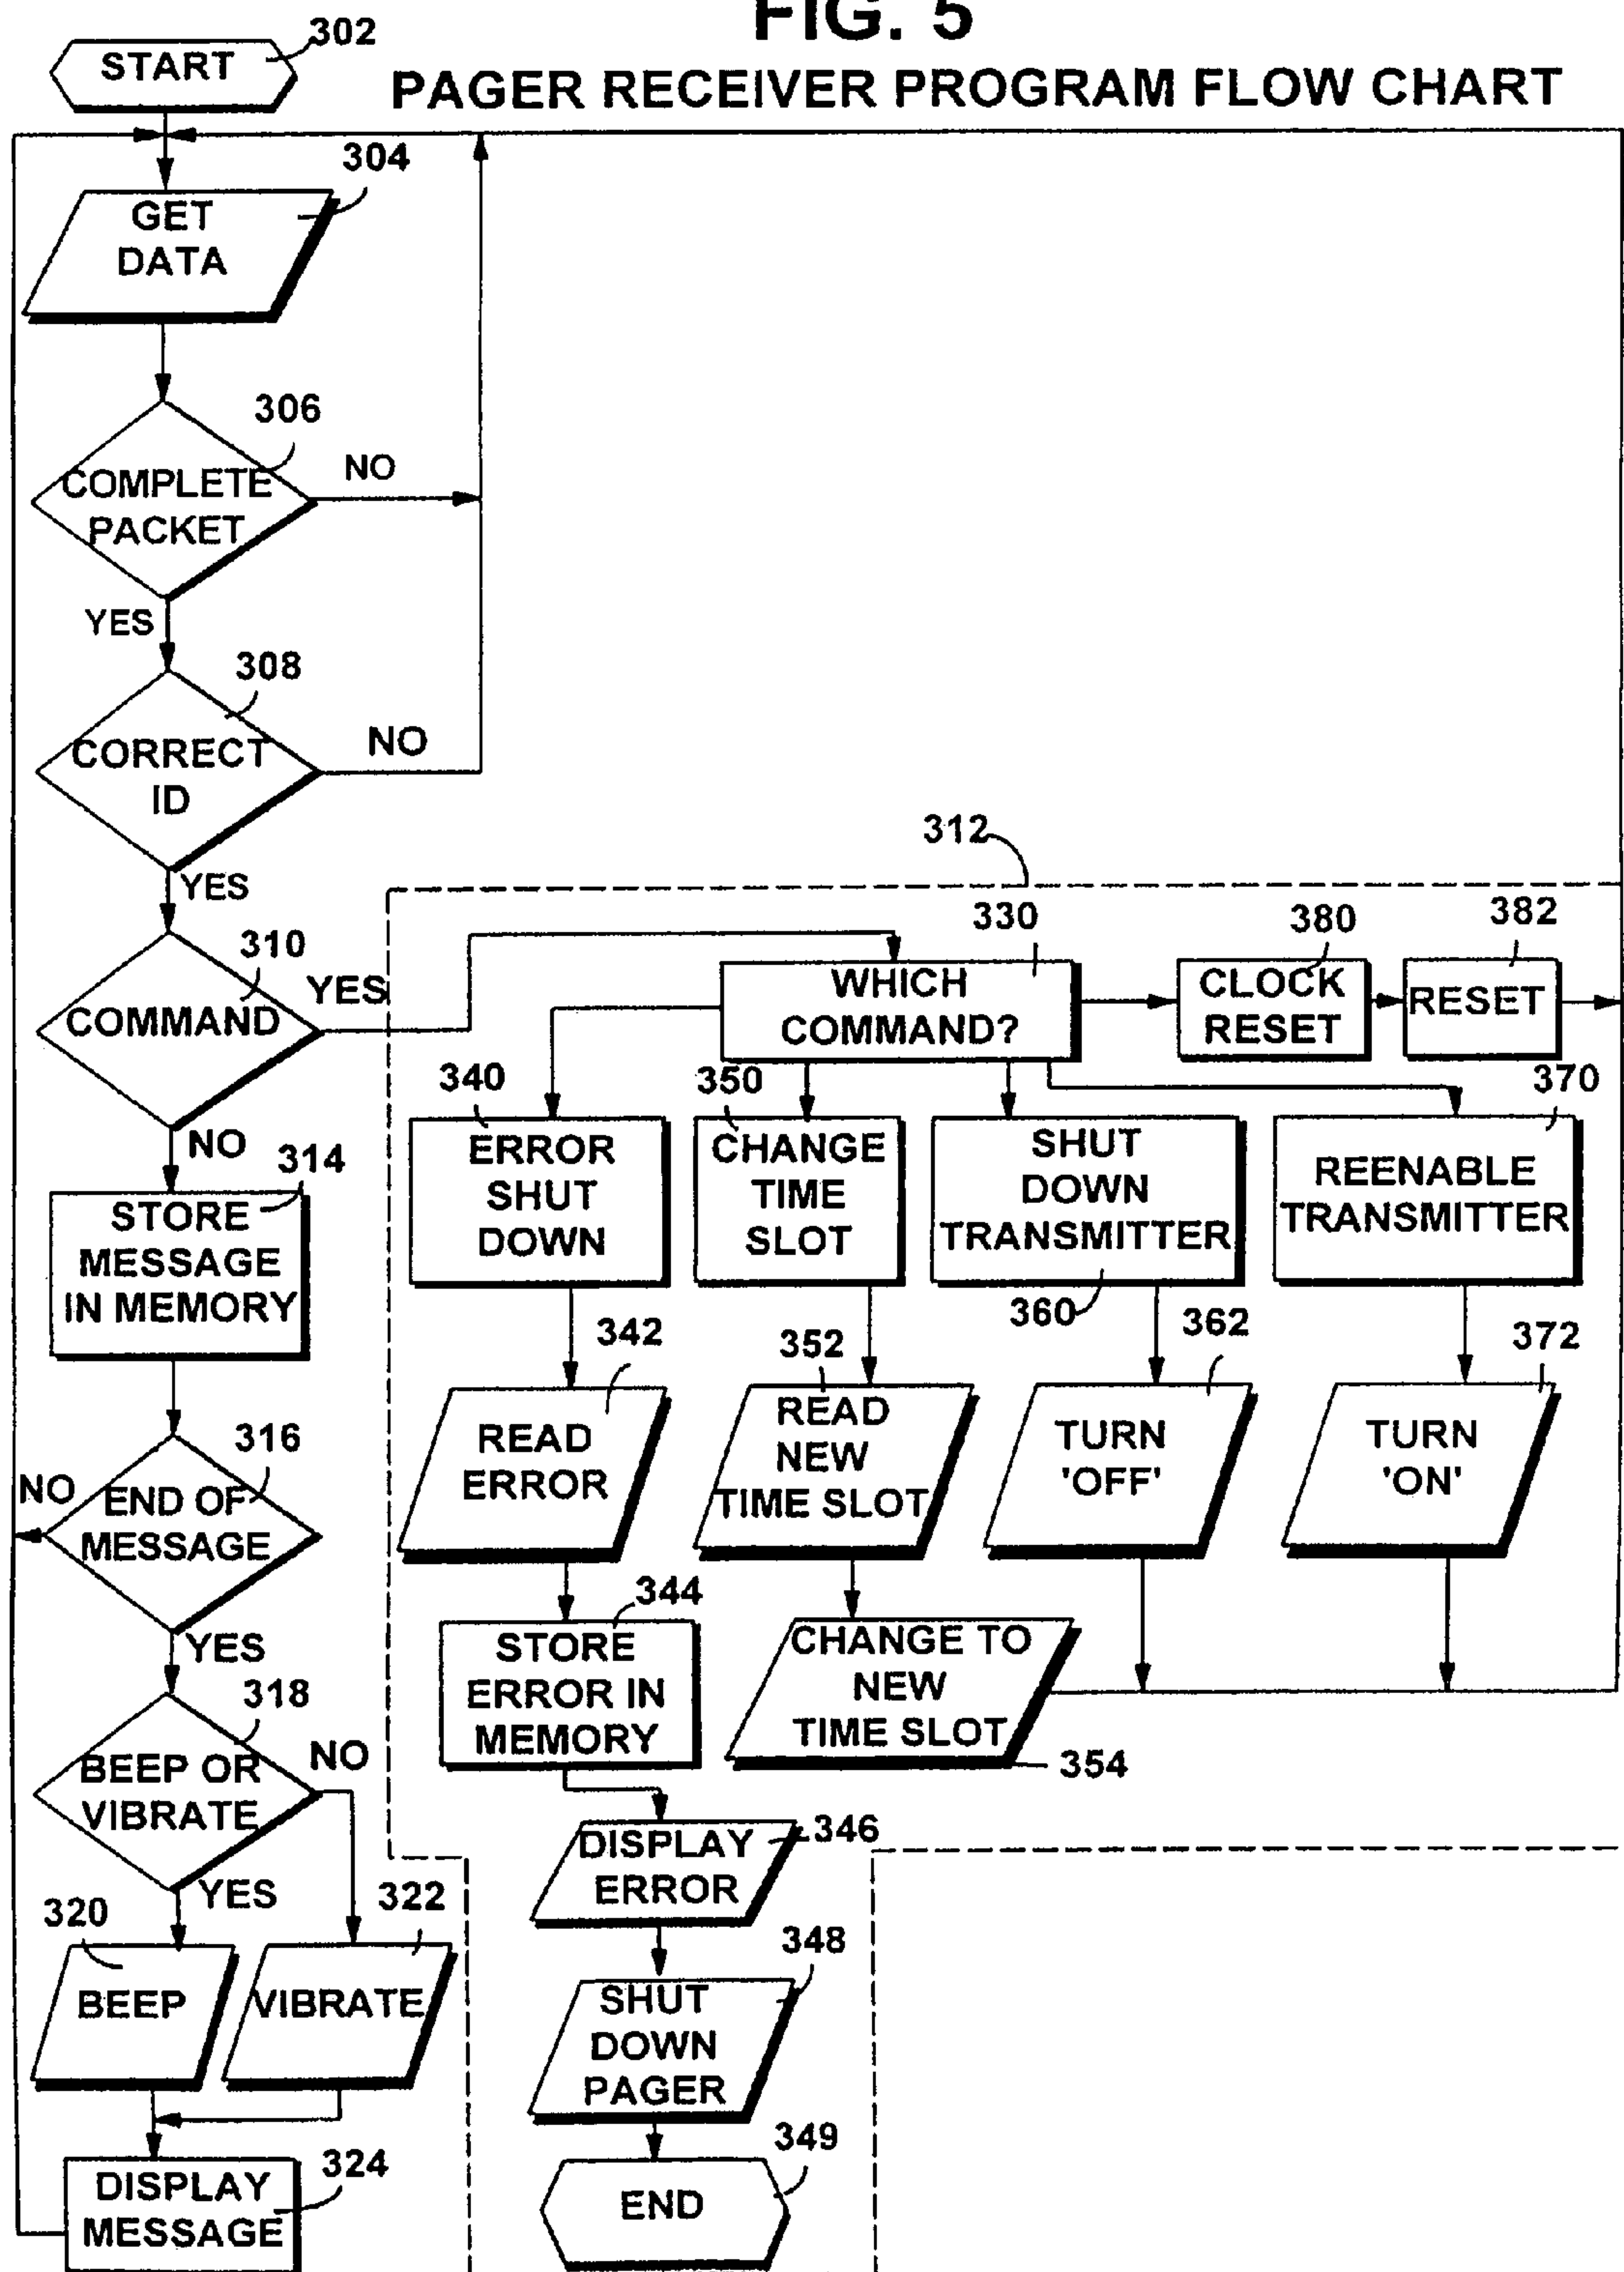 FIG. 5
PAGER RECEIVER PROGRAM FLOW CHART
302
START
304
GET
DATA
306
COMPLETE
PACKET
NO
YES
308
CORRECT
ID
NO
YES
310
COMMAND
YES
NO
314
STORE
MESSAGE
IN MEMORY
316
NO
END OF
MESSAGE
YES
318
BEEP OR
VIBRATE
NO
YES
320
BEEP
322
VIBRATE
324
DISPLAY
MESSAGE
312
330
WHICH
COMMAND?
380
CLOCK
RESET
382
RESET
340
ERROR
SHUT
DOWN
342
READ
ERROR
344
STORE
ERROR IN
MEMORY
346
DISPLAY
ERROR
348
SHUT
DOWN
PAGER
349
END
350
CHANGE
TIME
SLOT
352
READ
NEW
TIME SLOT
CHANGE TO
NEW
TIME SLOT
354
SHUT
DOWN
TRANSMITTER
360
362
TURN
'OFF'
370
REENABLE
TRANSMITTER
372
TURN
'ON'